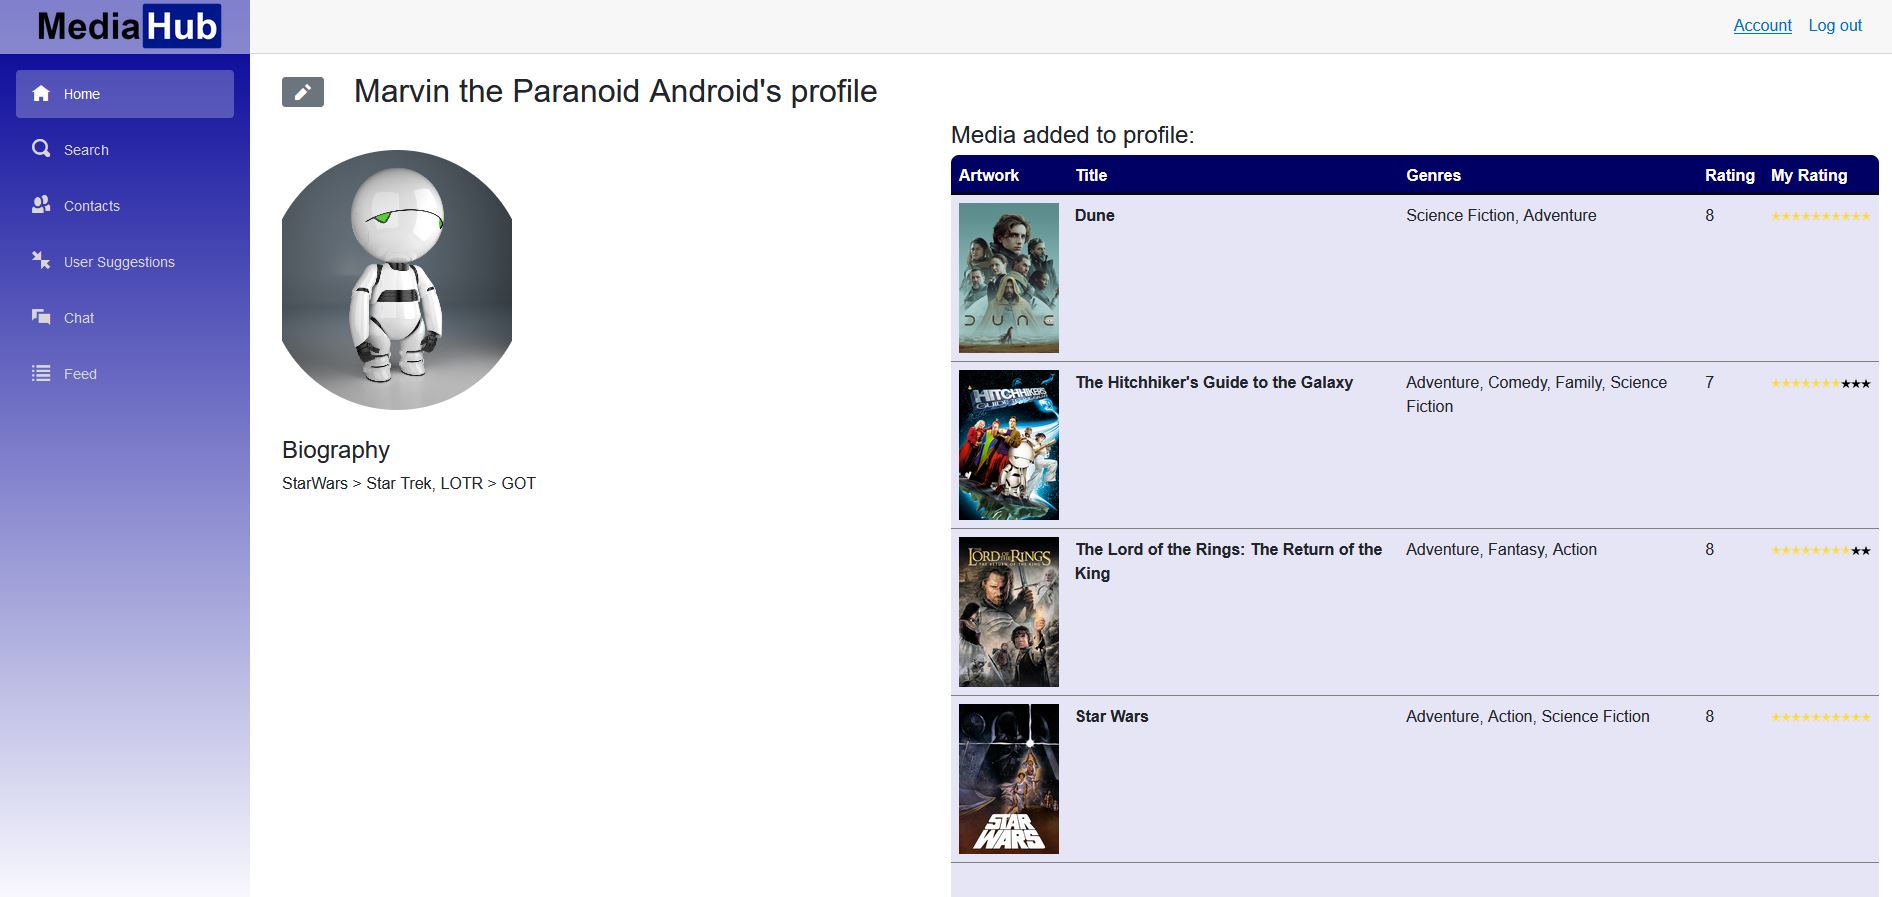 MediaHub
Account Log out
Home
Search
Contacts
User Suggestions
Chat
Feed
Marvin the Paranoid Android's profile
Biography
StarWars > Star Trek, LOTR > GOT
Media added to profile:
Artwork Title Genres Rating My Rating
DUNE
Dune Science Fiction, Adventure 8
HITCHHIKER'S
Guide to the Galaxy
The Hitchhiker's Guide to the Galaxy Adventure, Comedy, Family, Science 7
Fiction
THE LORD OF THE RINGS
THE RETURN OF THE KING
The Lord of the Rings: The Return of the Adventure, Fantasy, Action 8
King
STAR
WARS
Star Wars Adventure, Action, Science Fiction 8